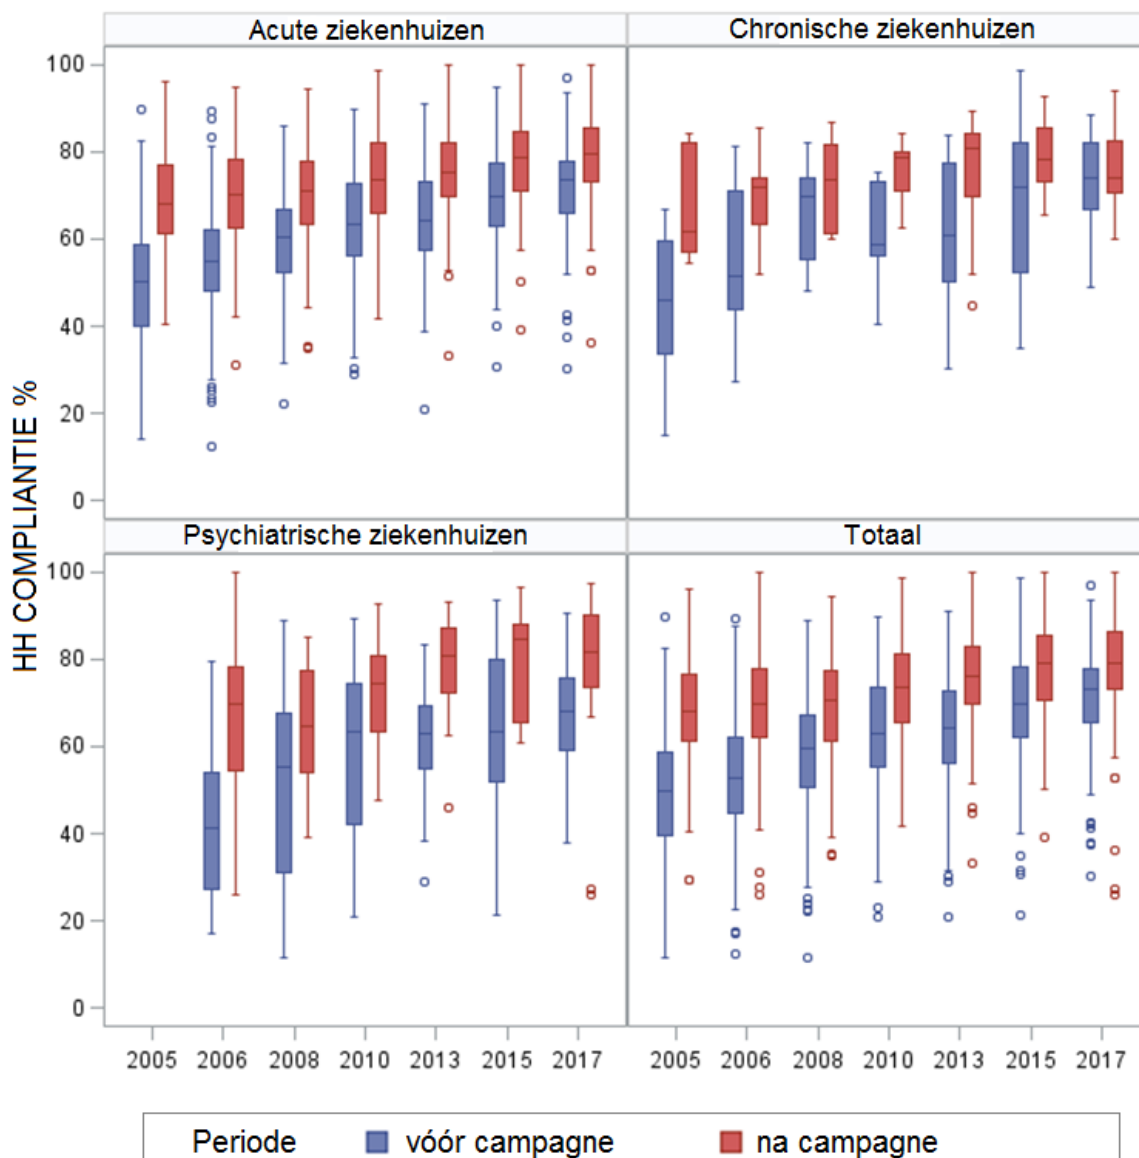 Acute ziekenhuizen
Chronische ziekenhuizen
100
80
60
40
20
0
HH COMPLIANTIE %
Psychiatrische ziekenhuizen
Totaal
100
80
60
40
20
0
2005 2006 2008 2010 2013 2015 2017
2005 2006 2008 2010 2013 2015 2017
Periode vóór campagne na campagne